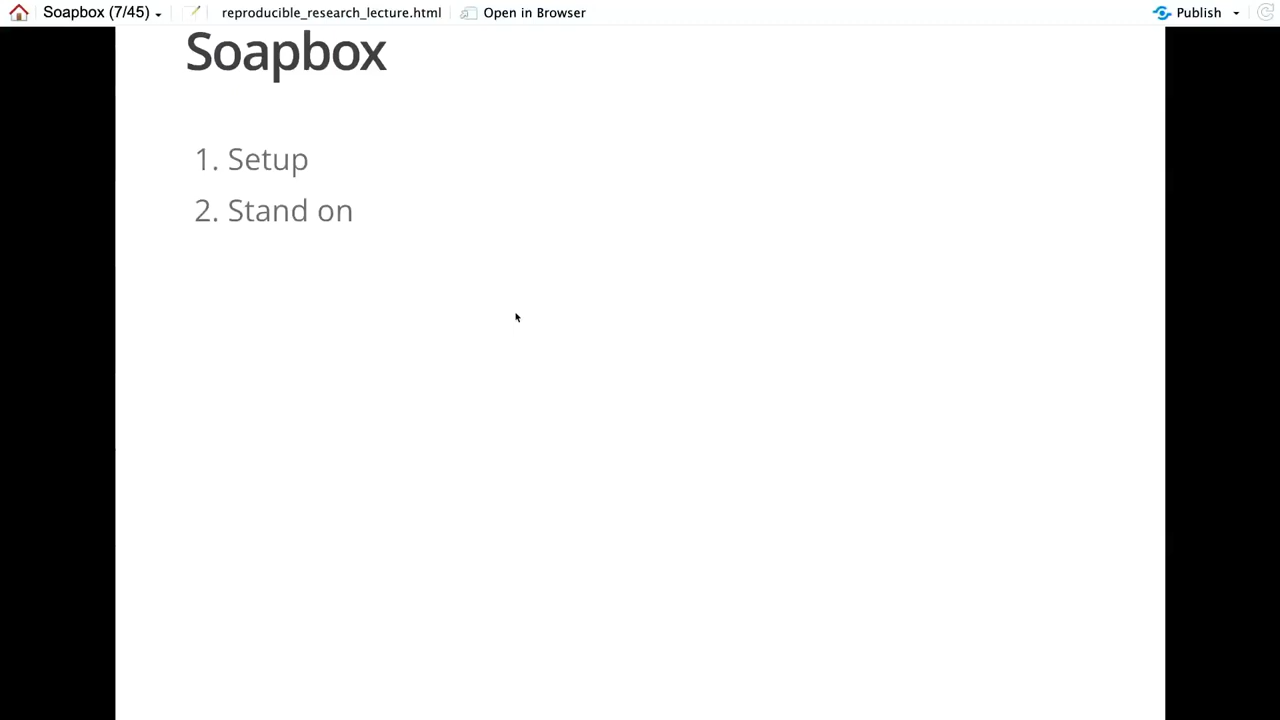 Soapbox (7/45) reproducible_research_lecture.html Open in Browser Publish
Soapbox
1. Setup
2. Stand on